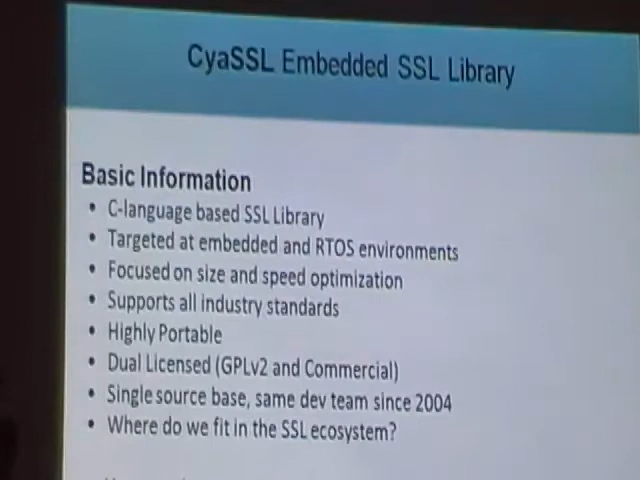 CyaSSL Embedded SSL Library
Basic Information
• C-language based SSL Library
• Targeted at embedded and RTOS environments
• Focused on size and speed optimization
• Supports all industry standards
• Highly Portable
• Dual Licensed (GPLv2 and Commercial)
• Single source base, same dev team since 2004
• Where do we fit in the SSL ecosystem?